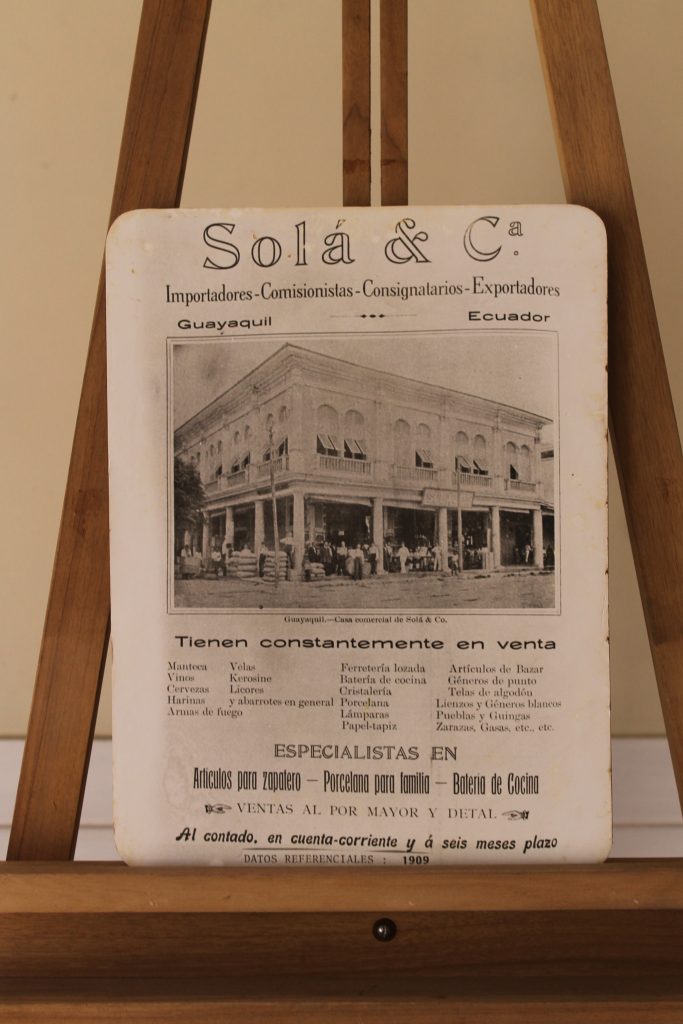 Solá & Cª.
Importadores-Comisionistas-Consignatarios-Exportadores
Guayaquil Ecuador
Guayaquil.—Casa comercial de Solá & Co.
Tienen constantemente en venta
Manteca Velas Ferretería lozada Artículos de Bazar
Vinos Kerosine Batería de cocina Géneros de punto
Cervezas Licores Cristalería Telas de algodón
Harinas y abarrotes en general Porcelana Lienzos y Géneros blancos
Armas de fuego Lámparas Pueblas y Guingas
Papel-tapiz Zarazas, Gasas, etc., etc.
ESPECIALISTAS EN
Artículos para zapatero — Porcelana para familia — Batería de Cocina
VENTAS AL POR MAYOR Y DETAL
Al contado, en cuenta-corriente y á seis meses plazo
DATOS REFERENCIALES : 1909